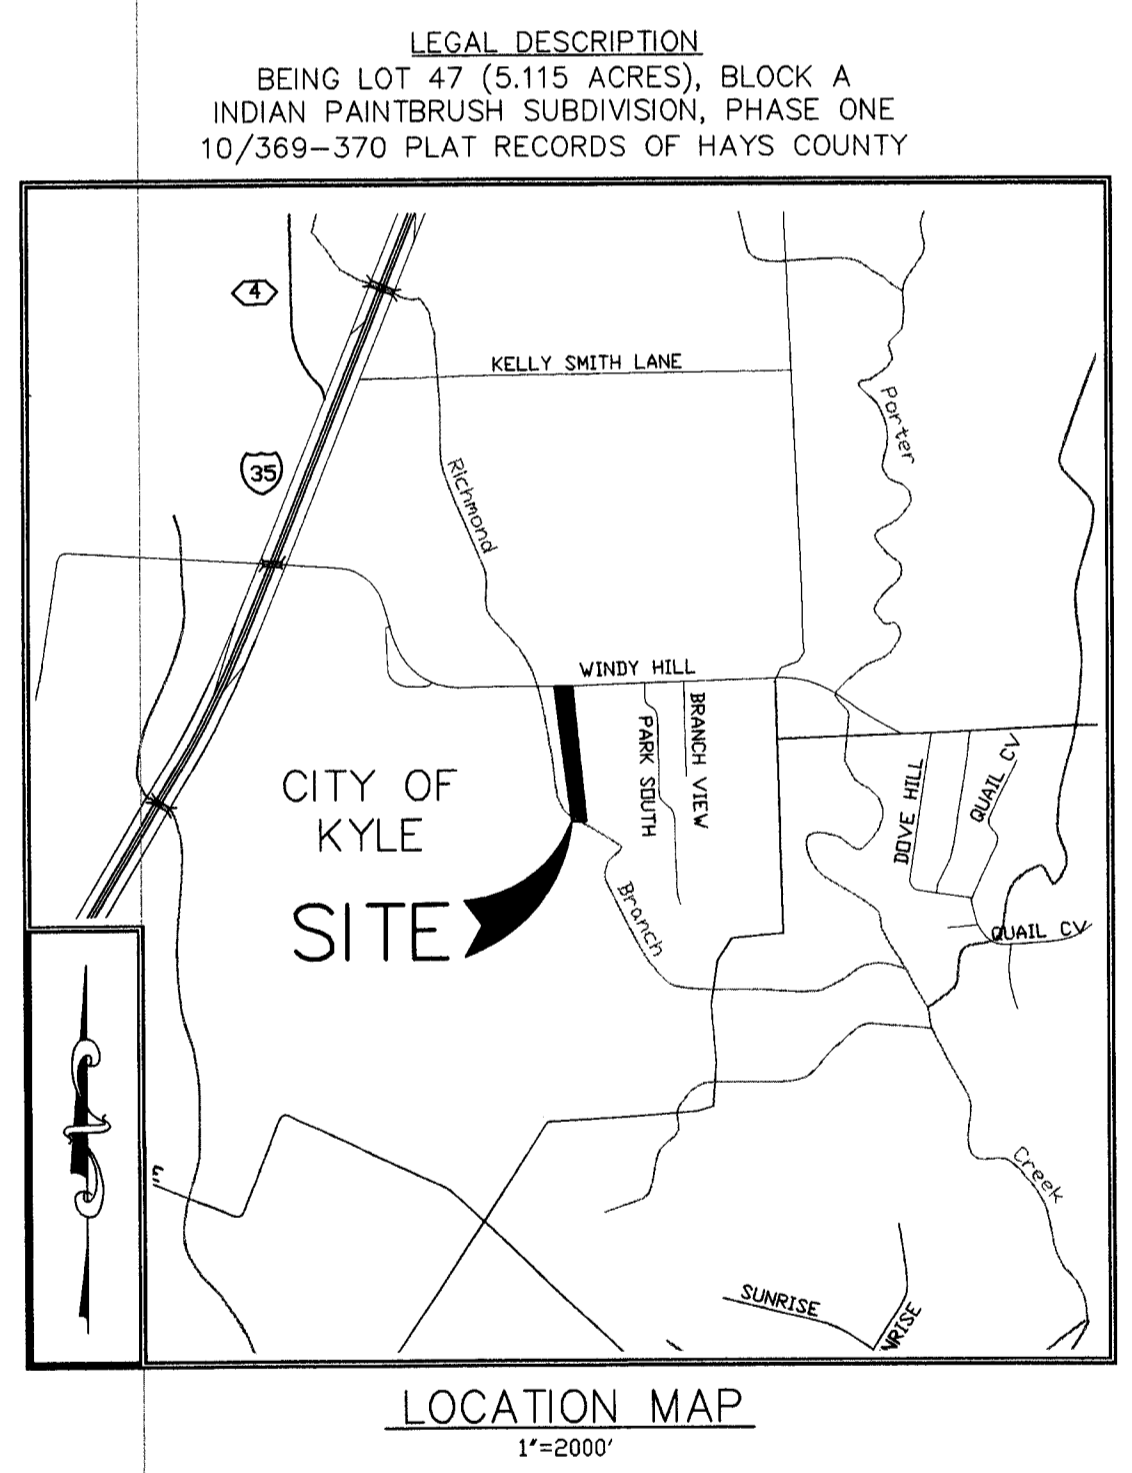 LEGAL DESCRIPTION
BEING LOT 47 (5.115 ACRES), BLOCK A
INDIAN PAINTBRUSH SUBDIVISION, PHASE ONE
10/369-370 PLAT RECORDS OF HAYS COUNTY
4
KELLY SMITH LANE
Porter
35
Richmond
WINDY HILL
BRANCH VIEW
PARK SOUTH
CITY OF
KYLE
DOVE HILL
QUAIL CV
SITE
Branch
QUAIL CV
Creek
SUNRISE
NRISE
LOCATION MAP
1"=2000'